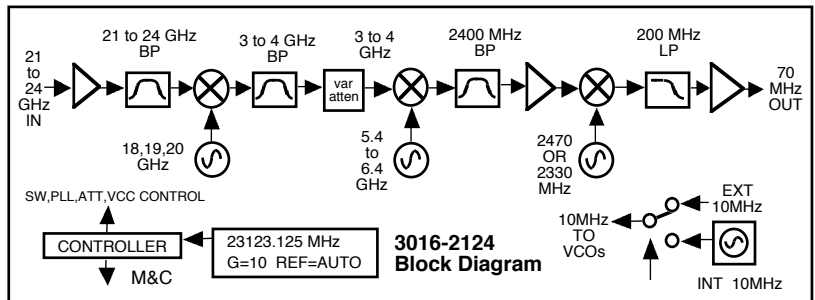 21 to 24 GHz
BP
3 to 4 GHz
BP
3 to 4
GHz
2400 MHz
BP
200 MHz
LP
21
to
24
GHz
IN
var
atten
70
MHz
OUT
18,19,20
GHz
5.4
to
6.4
GHz
2470
OR
2330
MHz
SW,PLL,ATT,VCC CONTROL
CONTROLLER
M&C
23123.125 MHz
G=10 REF=AUTO
3016-2124
Block Diagram
10MHz
TO
VCOs
EXT
10MHz
INT 10MHz